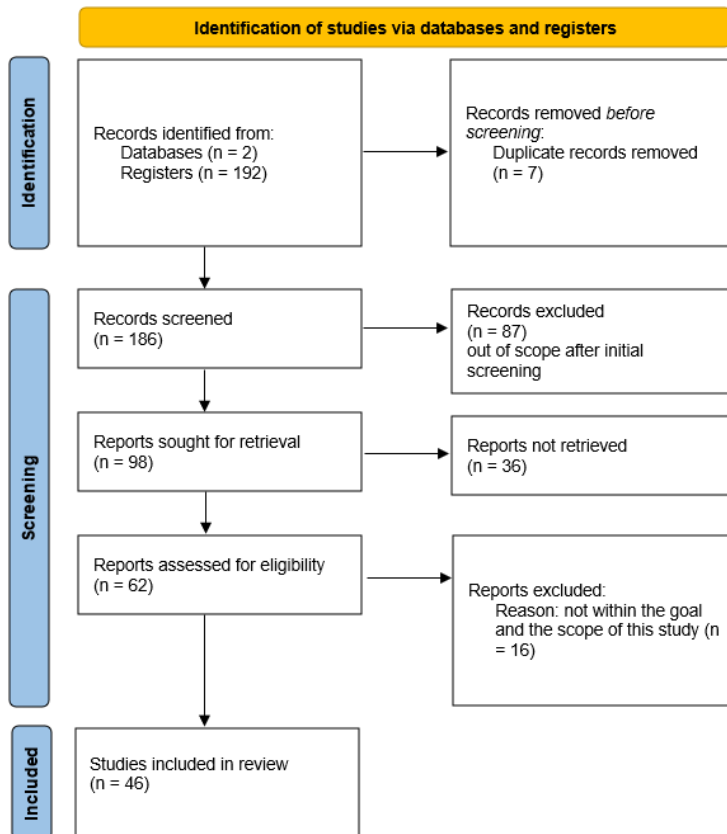 Identification of studies via databases and registers
Identification
Records identified from:
Databases (n = 2)
Registers (n = 192)
Records removed before
screening:
Duplicate records removed
(n = 7)
Screening
Records screened
(n = 186)
Records excluded
(n = 87)
out of scope after initial
screening
Reports sought for retrieval
(n = 98)
Reports not retrieved
(n = 36)
Reports assessed for eligibility
(n = 62)
Reports excluded:
Reason: not within the goal
and the scope of this study (n
= 16)
Included
Studies included in review
(n = 46)